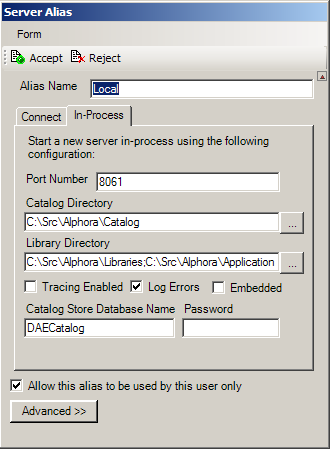 Server Alias
Form
Accept Reject
Alias Name Local
Connect In-Process
Start a new server in-process using the following
configuration:
Port Number 8061
Catalog Directory
C:\Src\Alphora\Catalog ...
Library Directory
C:\Src\Alphora\Libraries;C:\Src\Alphora\Application ...
Tracing Enabled Log Errors Embedded
Catalog Store Database Name Password
DAECatalog
Allow this alias to be used by this user only
Advanced >>